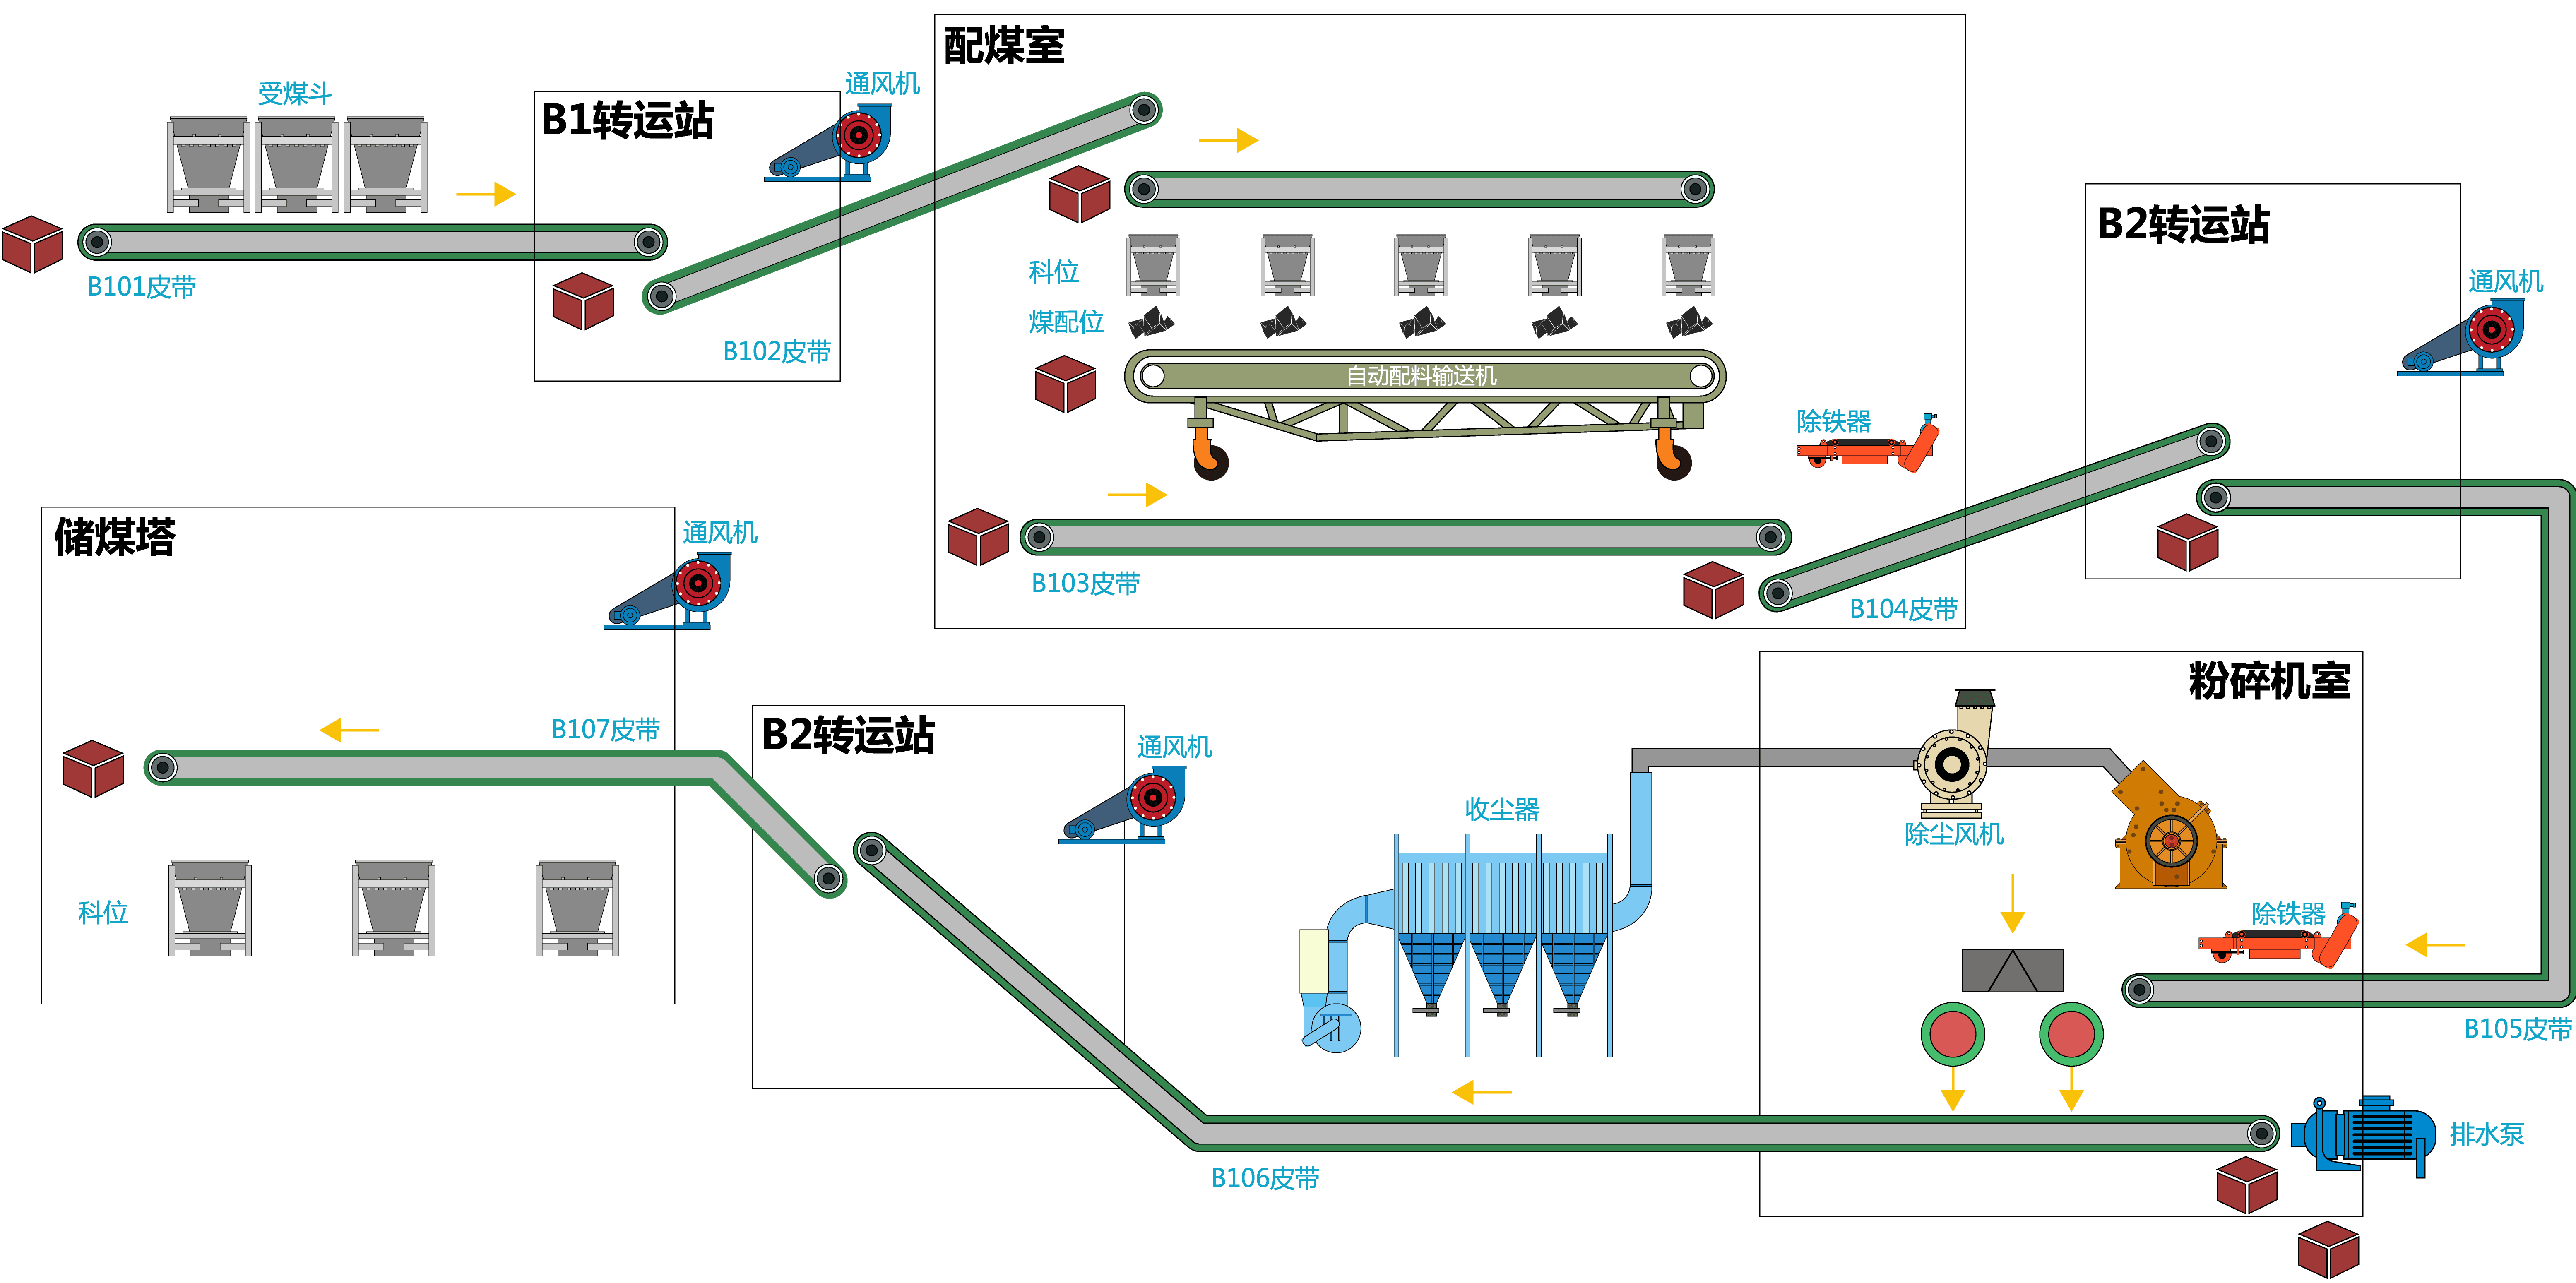 配煤室
受煤斗
B1转运站
通风机
B101皮带
B102皮带
科位
煤配位
自动配料输送机
除铁器
B103皮带
B104皮带
B2转运站
通风机
储煤塔
通风机
B107皮带
科位
B2转运站
通风机
收尘器
粉碎机室
除尘风机
除铁器
B105皮带
B106皮带
排水泵